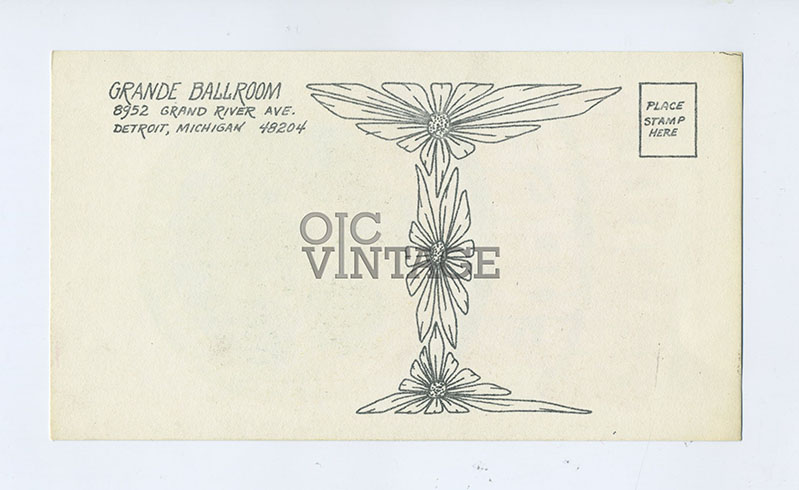 GRANDE BALLROOM
8952 GRAND RIVER AVE.
DETROIT, MICHIGAN 48204
PLACE
STAMP
HERE
OIC
VINTAGE